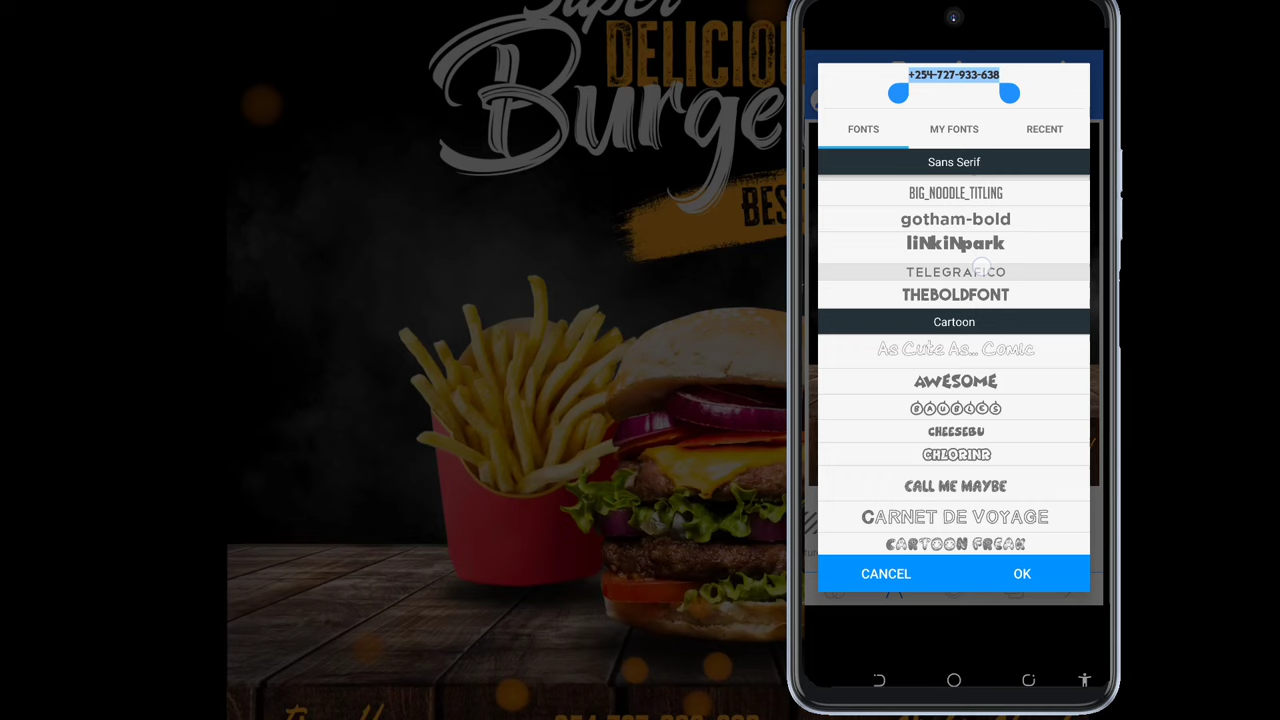 Super
DELICIOU
Burge
BES
+254-727-933-638
FONTS
MY FONTS
RECENT
Sans Serif
BIG_NOODLE_TITLING
gotham-bold
liNkiNpark
TELEGRAFICO
THEBOLDFONT
Cartoon
As Cute As... Comic
AWESOME
BAUBLES
CHEESEBU
CHLORINR
CALL ME MAYBE
CARNET DE VOYAGE
CARTOON FREAK
CANCEL
OK